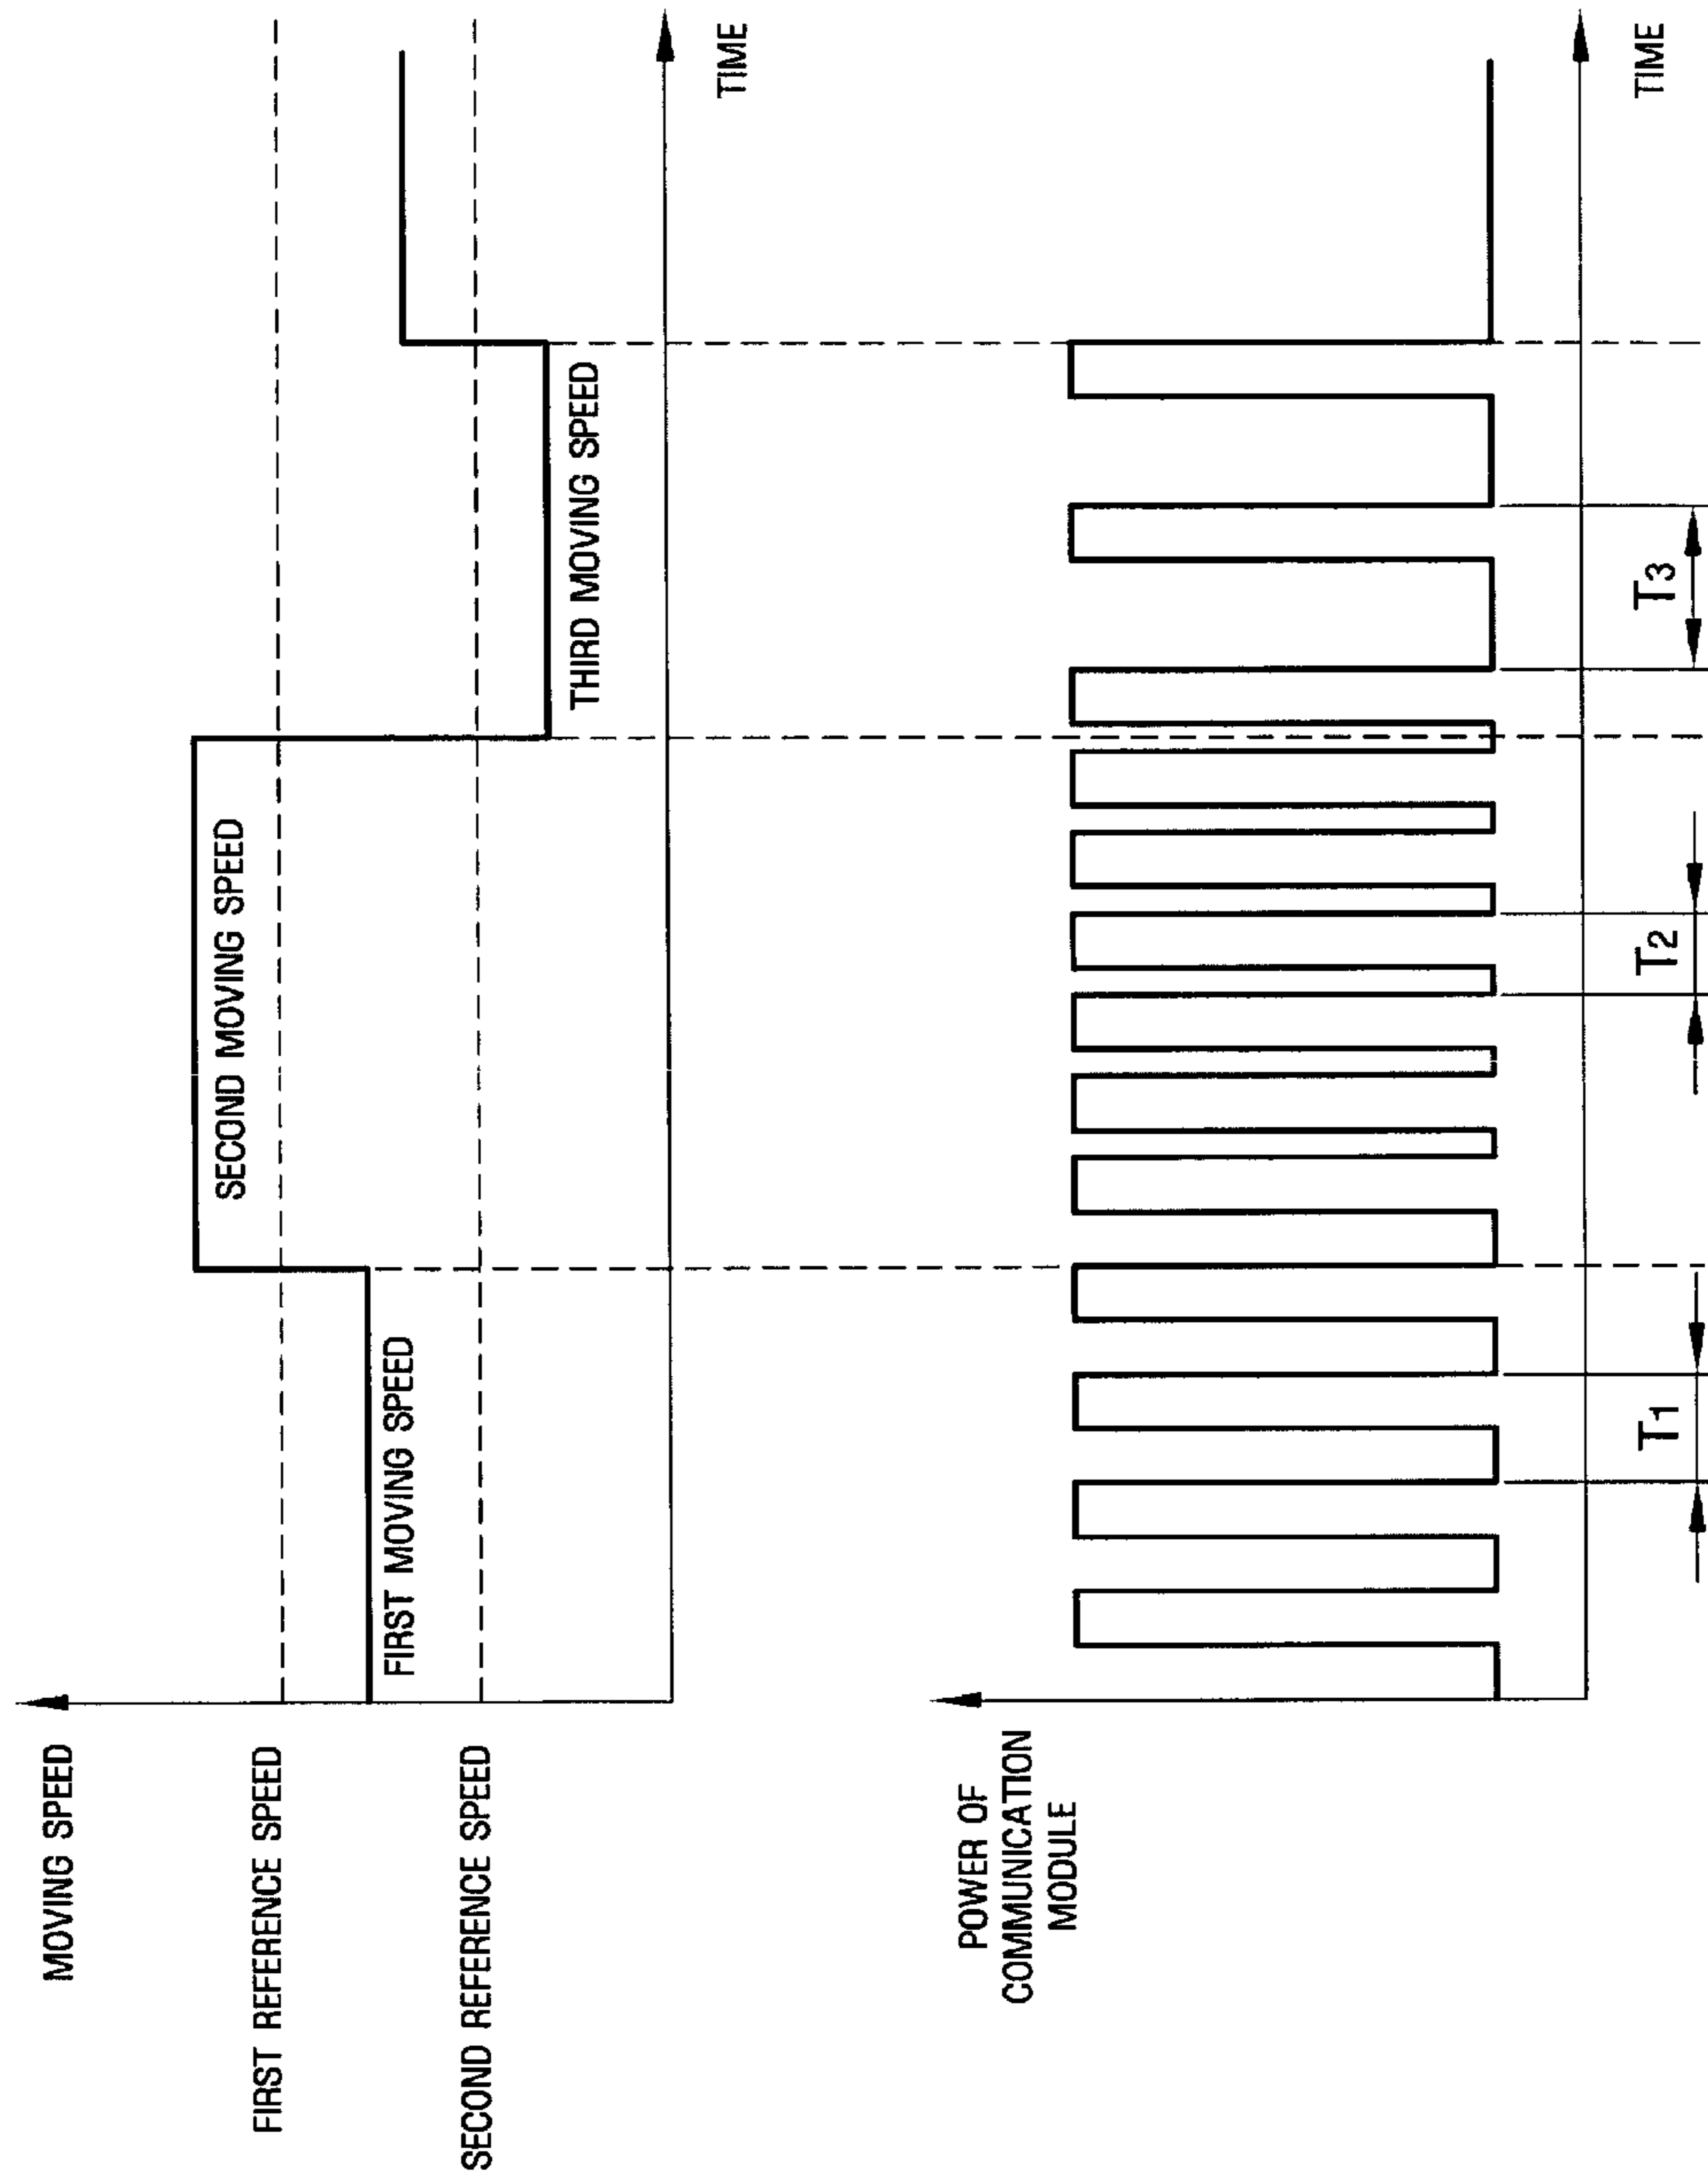 MOVING SPEED
FIRST REFERENCE SPEED
SECOND REFERENCE SPEED
SECOND MOVING SPEED
FIRST MOVING SPEED
THIRD MOVING SPEED
TIME
POWER OF
COMMUNICATION
MODULE
TIME
T1
T2
T3